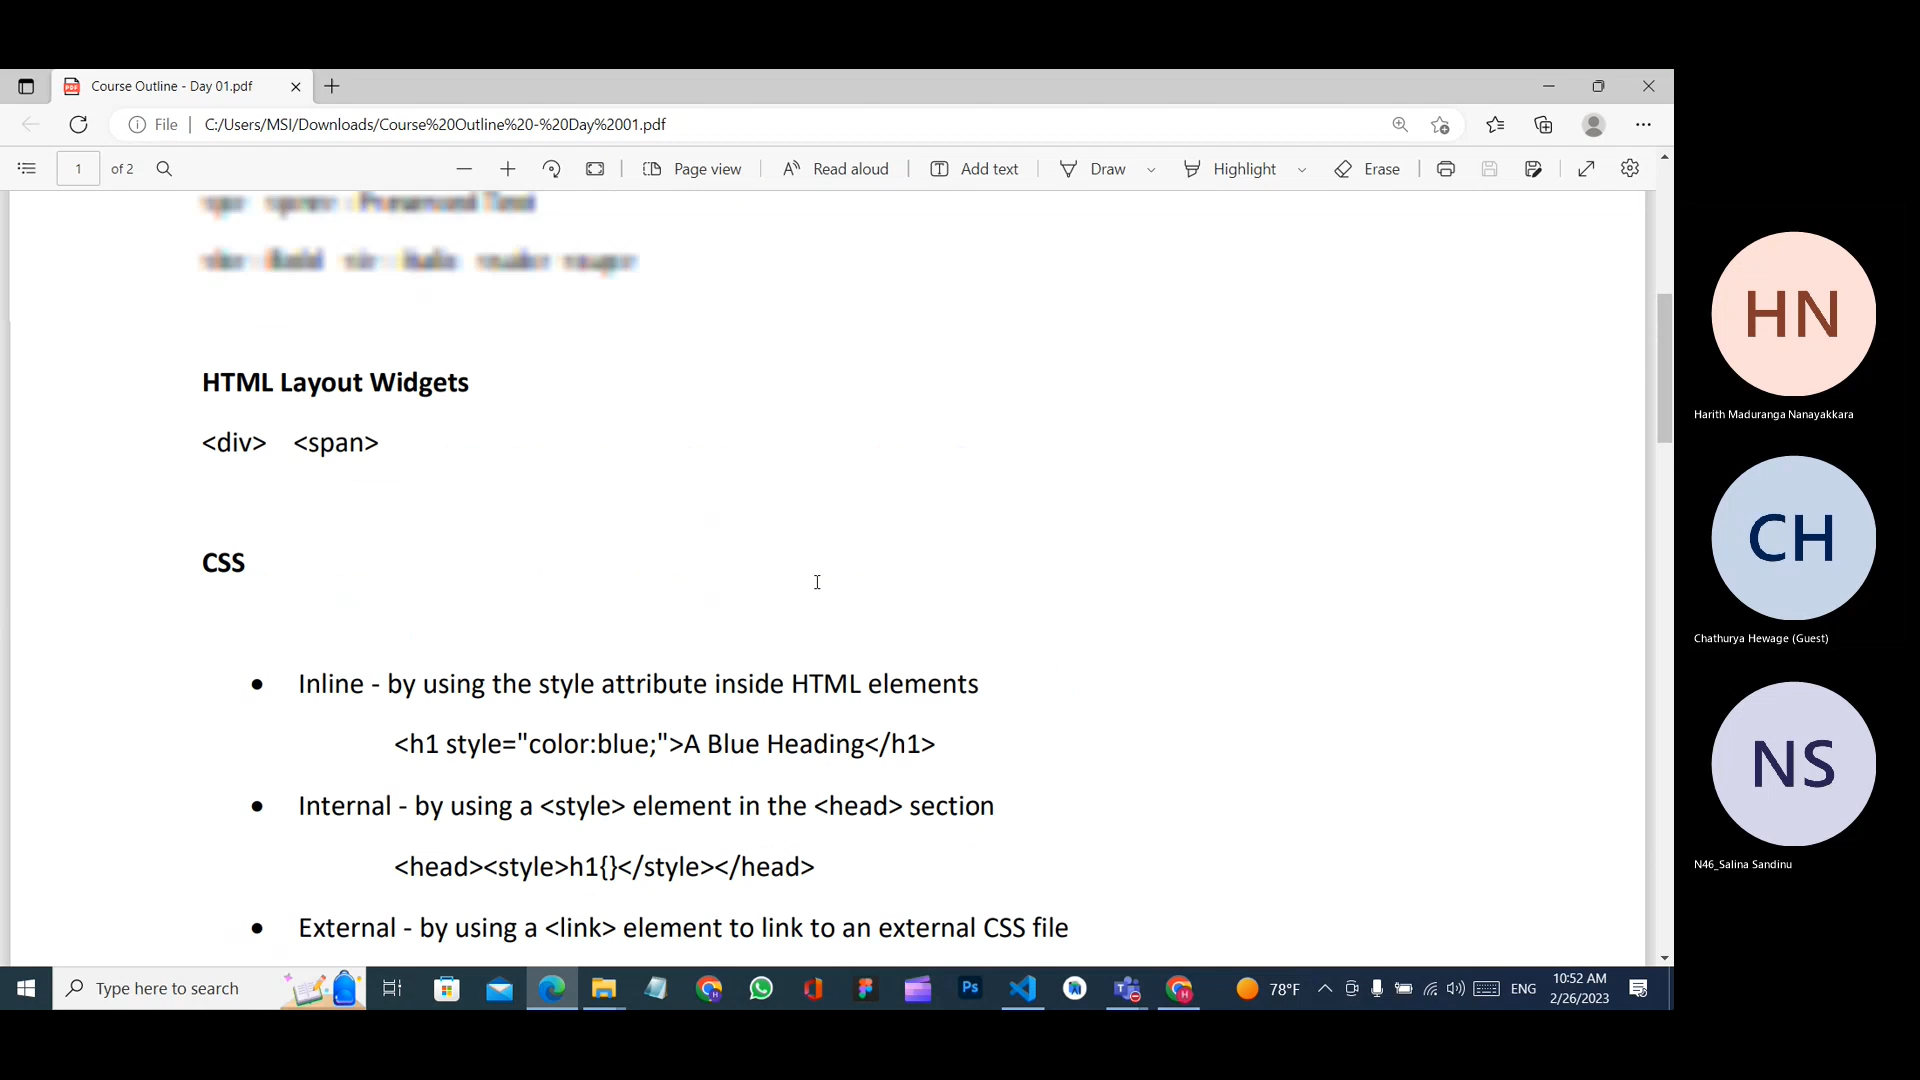 Course Outline - Day 01.pdf
File
C:/Users/MSI/Downloads/Course%20Outline%20-%20Day%2001.pdf
1 of 2
Page view
Read aloud
Add text
Draw
Highlight
Erase
HTML Layout Widgets
<div> <span>
CSS
• Inline - by using the style attribute inside HTML elements
<h1 style="color:blue;">A Blue Heading</h1>
• Internal - by using a <style> element in the <head> section
<head><style>h1{}</style></head>
• External - by using a <link> element to link to an external CSS file
HN
Harith Maduranga Nanayakkara
CH
Chathurya Hewage (Guest)
NS
N46_Salina Sandinu
Type here to search
Ps
78°F
ENG
10:52 AM
2/26/2023